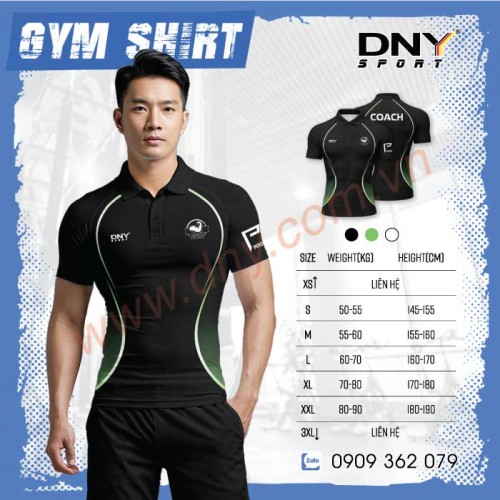 GYM SHIRT
DNY
SPORT
COACH
DNY
SPORT
www.dny.com.vn
SIZE WEIGHT(KG) HEIGHT(CM)
XS↑ LIÊN HỆ
S 50-55 145-155
M 55-60 155-160
L 60-70 160-170
XL 70-80 170-180
XXL 80-90 180-190
3XL↓ LIÊN HỆ
Zalo 0909 362 079